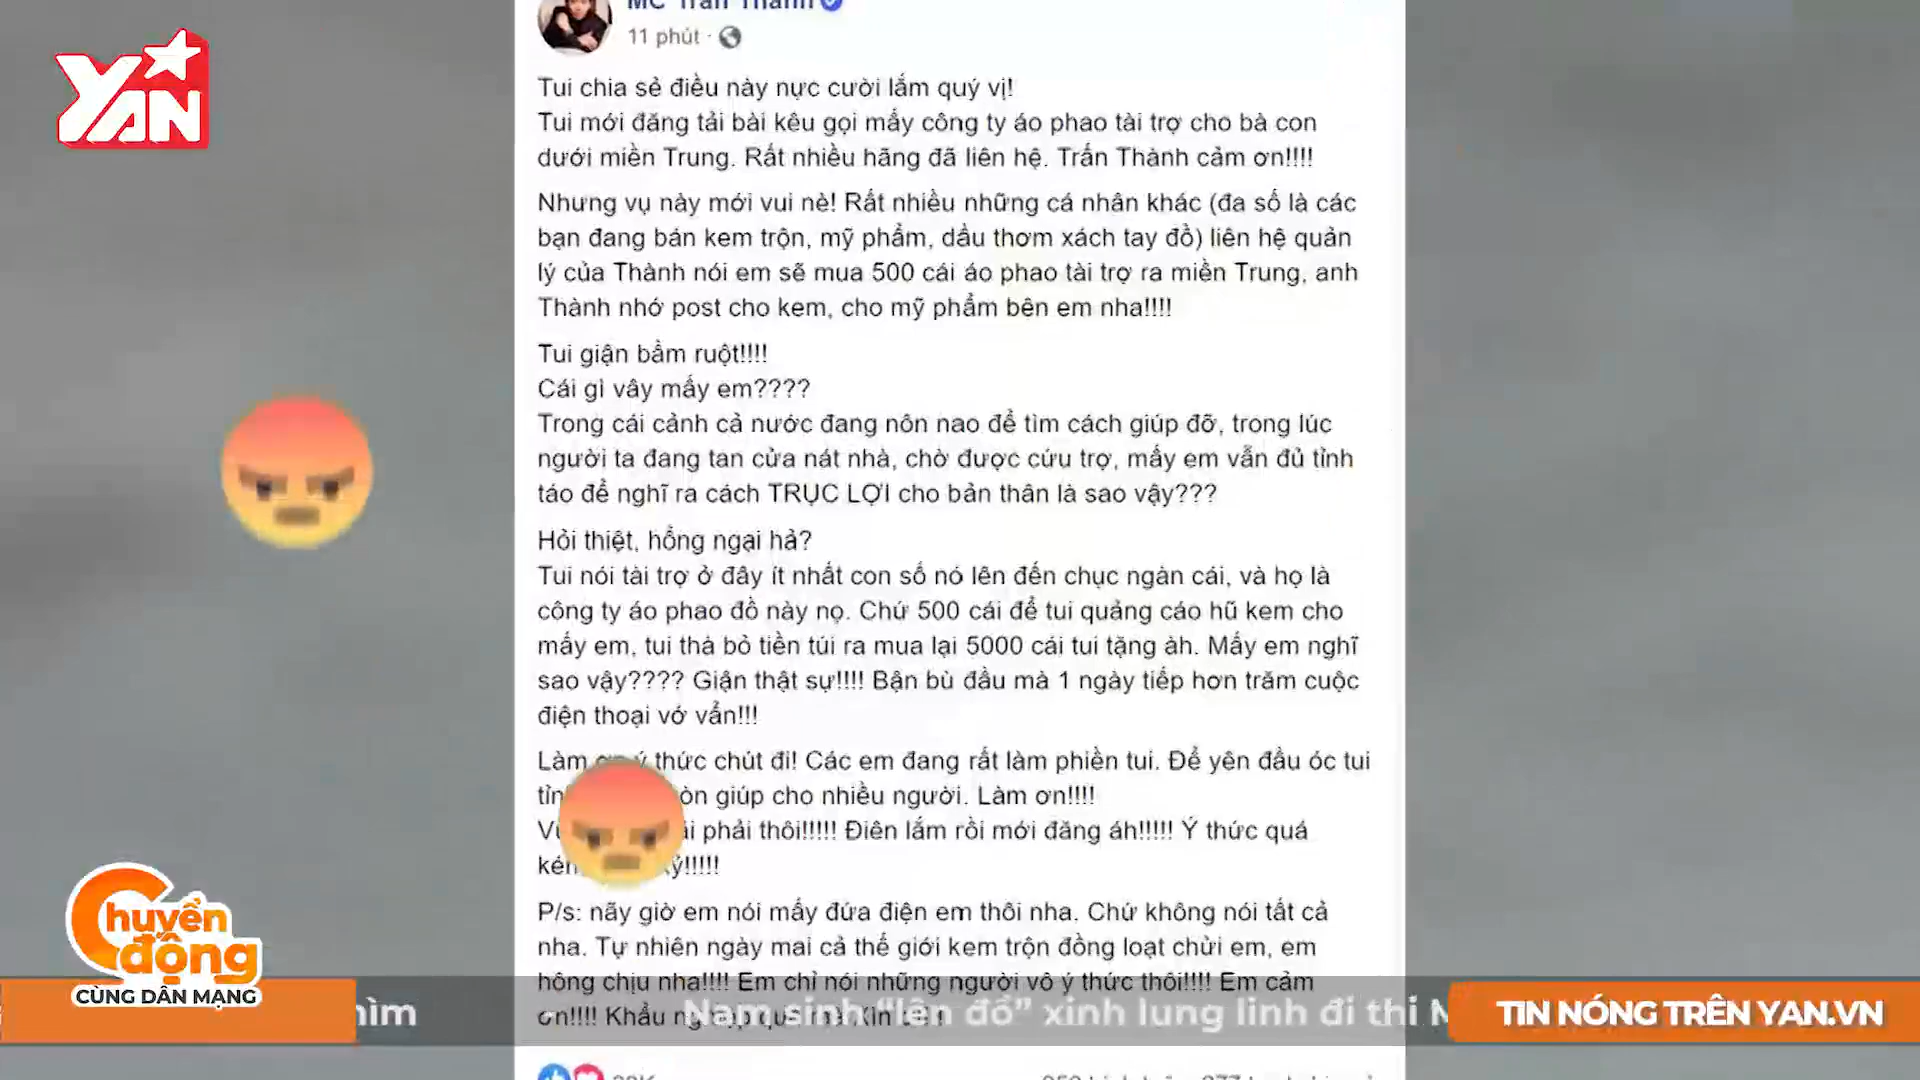 YAN
MC Trấn Thành
11 phút ·
Tui chia sẻ điều này nực cười lắm quý vị!
Tui mới đăng tải bài kêu gọi mấy công ty áo phao tài trợ cho bà con
dưới miền Trung. Rất nhiều hãng đã liên hệ. Trấn Thành cảm ơn!!!!
Nhưng vụ này mới vui nè! Rất nhiều những cá nhân khác (đa số là các
bạn đang bán kem trộn, mỹ phẩm, dầu thơm xách tay đồ) liên hệ quản
lý của Thành nói em sẽ mua 500 cái áo phao tài trợ ra miền Trung, anh
Thành nhớ post cho kem, cho mỹ phẩm bên em nha!!!!
Tui giận bầm ruột!!!!
Cái gì vây mấy em????
Trong cái cảnh cả nước đang nôn nao để tìm cách giúp đỡ, trong lúc
người ta đang tan cửa nát nhà, chờ được cứu trợ, mấy em vẫn đủ tỉnh
táo để nghĩ ra cách TRỤC LỢI cho bản thân là sao vậy???
Hỏi thiệt, hổng ngại hả?
Tui nói tài trợ ở đây ít nhất con số nó lên đến chục ngàn cái, và họ là
công ty áo phao đồ này nọ. Chứ 500 cái để tui quảng cáo hũ kem cho
mấy em, tui thà bỏ tiền túi ra mua lại 5000 cái tui tặng àh. Mấy em nghĩ
sao vậy???? Giận thật sự!!!! Bận bù đầu mà 1 ngày tiếp hơn trăm cuộc
điện thoại vớ vẩn!!!
Làm ơn ý thức chút đi! Các em đang rất làm phiền tui. Để yên đầu óc tui
òn giúp cho nhiều người. Làm ơn!!!!
phải thôi!!!!! Điên lắm rồi mới đăng áh!!!!! Ý thức quá
P/s: nãy giờ em nói mấy đứa điện em thôi nha. Chứ không nói tất cả
nha. Tự nhiên ngày mai cả thế giới kem trộn đồng loạt chửi em, em
hông chịu nha!!!! Em chỉ nói những người vô ý thức thôi!!!! Em cảm
ơn!!!! Khẩu
Chuyển động
CÙNG DÂN MẠNG
hìm - Nam sinh “lên đồ” xinh lung linh đi thi
TIN NÓNG TRÊN YAN.VN